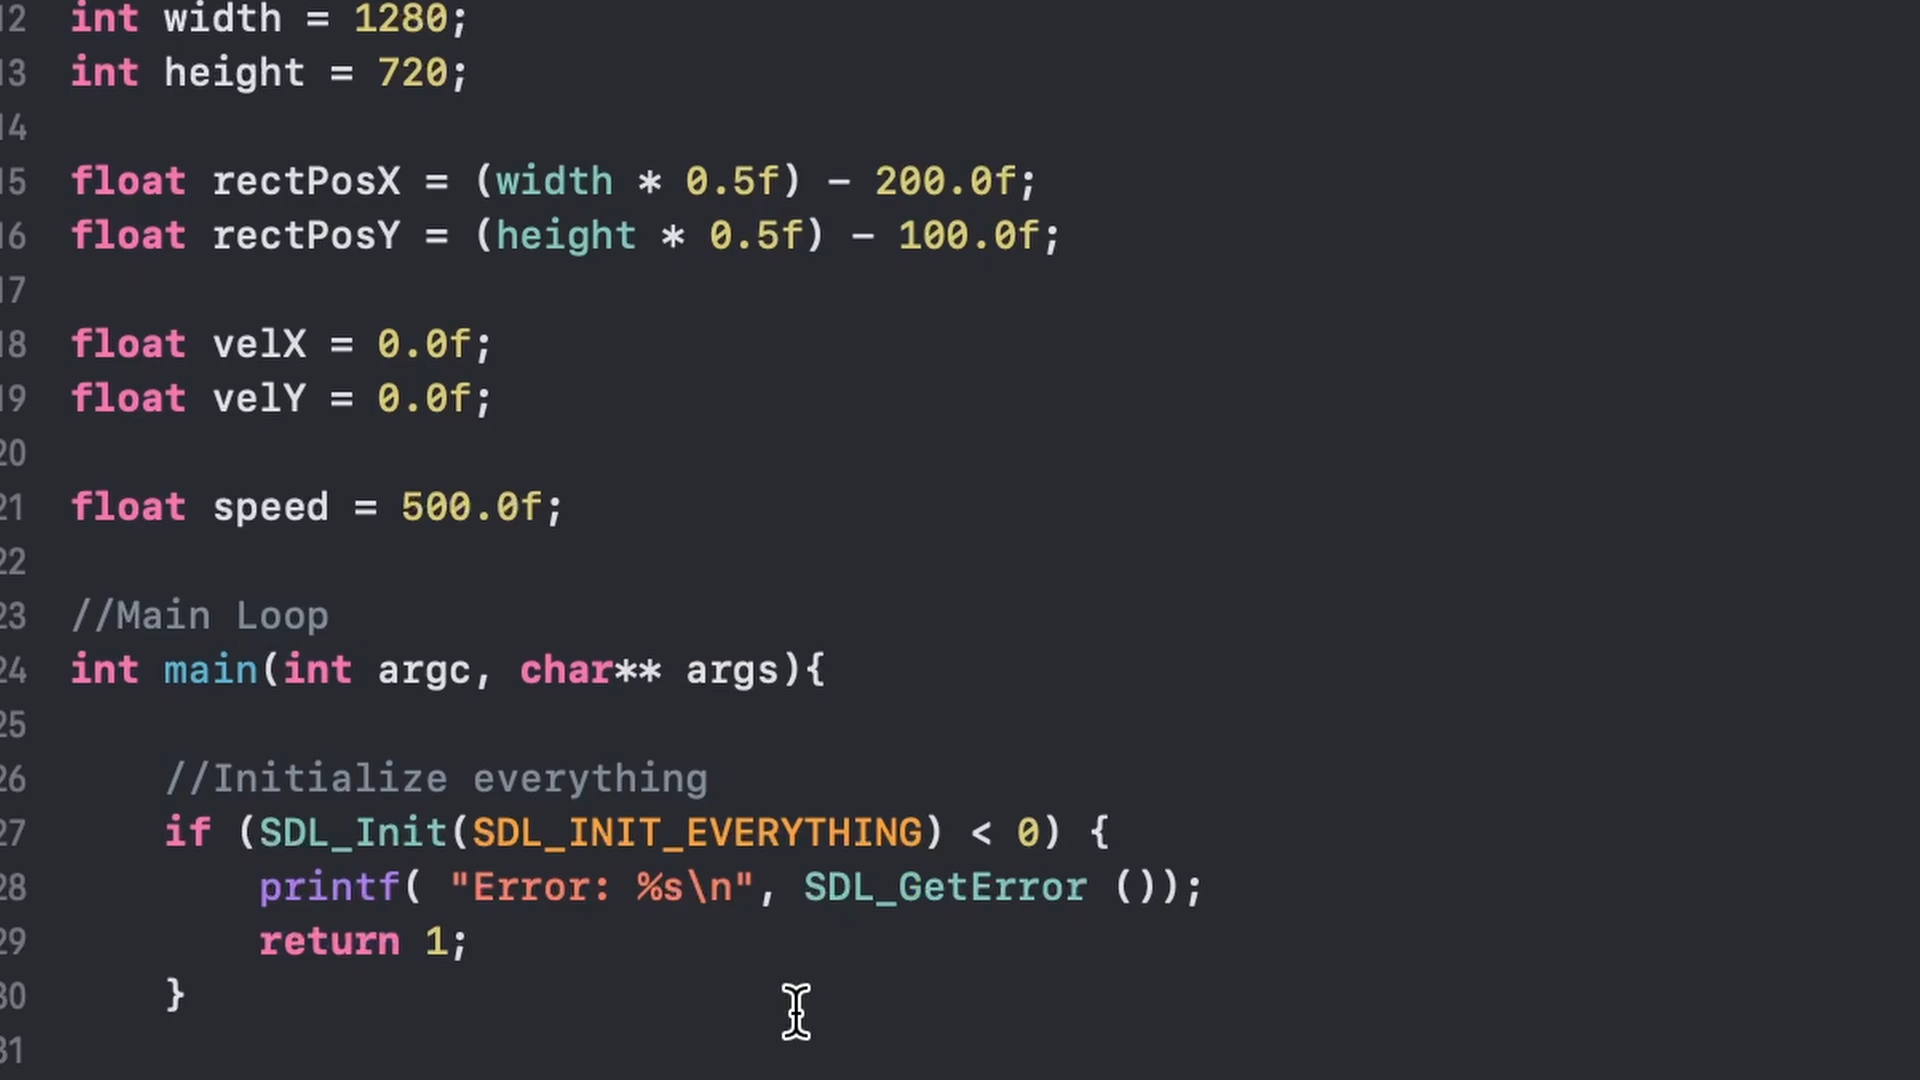 12 int width = 1280;
13 int height = 720;
14
15 float rectPosX = (width * 0.5f) - 200.0f;
16 float rectPosY = (height * 0.5f) - 100.0f;
17
18 float velX = 0.0f;
19 float velY = 0.0f;
20
21 float speed = 500.0f;
22
23 //Main Loop
24 int main(int argc, char** args){
25
26     //Initialize everything
27     if (SDL_Init(SDL_INIT_EVERYTHING) < 0) {
28         printf( "Error: %s\n", SDL_GetError ());
29         return 1;
30     }
31